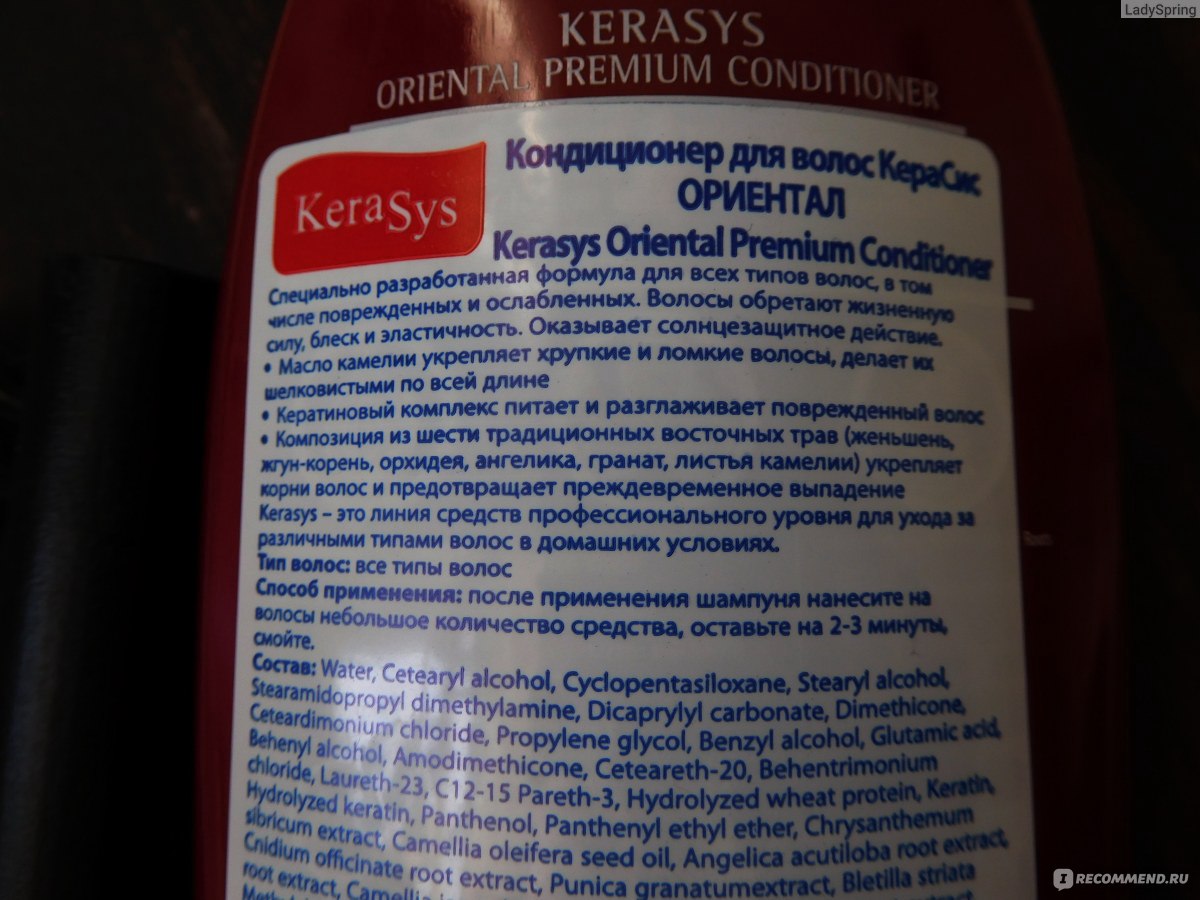 LadySpring
KERASYS
ORIENTAL PREMIUM CONDITIONER
KeraSys
Кондиционер для волос КераСис
ОРИЕНТАЛ
Kerasys Oriental Premium Conditioner
Специально разработанная формула для всех типов волос, в том
числе поврежденных и ослабленных. Волосы обретают жизненную
силу, блеск и эластичность. Оказывает солнцезащитное действие.
• Масло камелии укрепляет хрупкие и ломкие волосы, делает их
шелковистыми по всей длине
• Кератиновый комплекс питает и разглаживает поврежденный волос
• Композиция из шести традиционных восточных трав (женьшень,
жгун-корень, орхидея, ангелика, гранат, листья камелии) укрепляет
корни волос и предотвращает преждевременное выпадение
Kerasys – это линия средств профессионального уровня для ухода за
различными типами волос в домашних условиях.
Тип волос: все типы волос
Способ применения: после применения шампуня нанесите на
волосы небольшое количество средства, оставьте на 2-3 минуты,
смойте.
Состав: Water, Cetearyl alcohol, Cyclopentasiloxane, Stearyl alcohol,
Stearamidopropyl dimethylamine, Dicaprylyl carbonate, Dimethicone,
Ceteardimonium chloride, Propylene glycol, Benzyl alcohol, Glutamic acid,
Behenyl alcohol, Amodimethicone, Ceteareth-20, Behentrimonium
chloride, Laureth-23, C12-15 Pareth-3, Hydrolyzed wheat protein, Keratin,
Hydrolyzed keratin, Panthenol, Panthenyl ethyl ether, Chrysanthemum
sibricum extract, Camellia oleifera seed oil, Angelica acutiloba root extract,
Cnidium officinate root extract, Punica granatumextract, Bletilla striata
root extract,
IRECOMMEND.RU